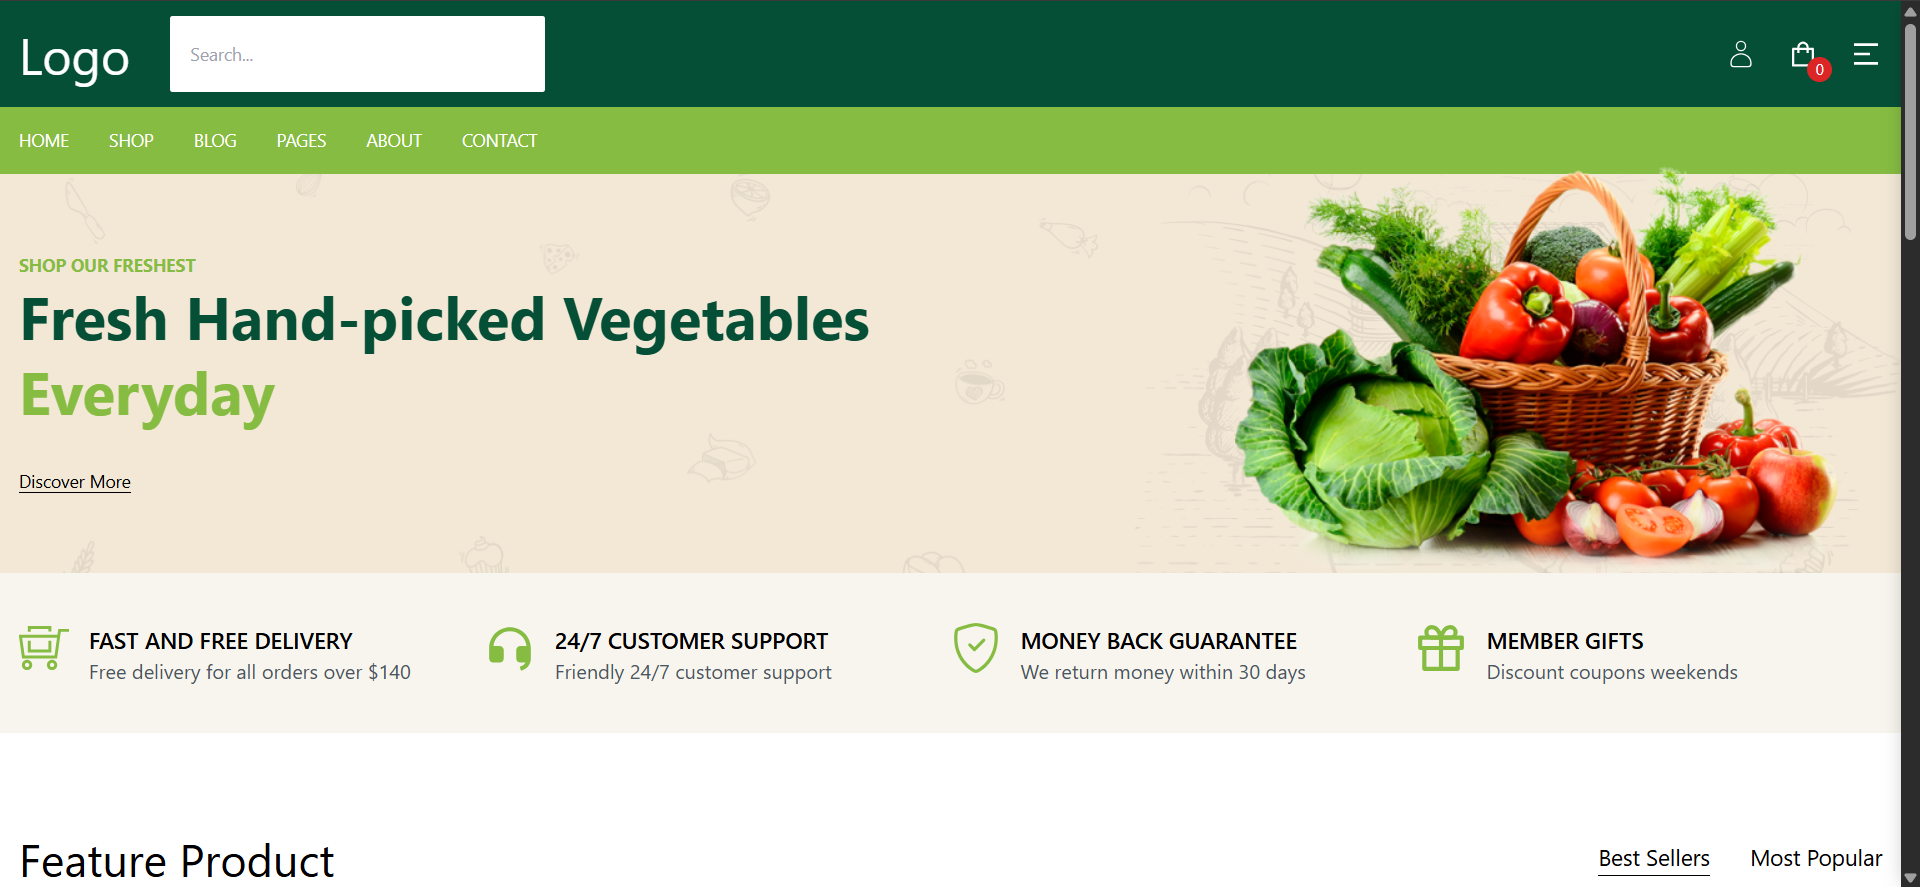 Logo
Search...
0
HOME SHOP BLOG PAGES ABOUT CONTACT
SHOP OUR FRESHEST
Fresh Hand-picked Vegetables
Everyday
Discover More
FAST AND FREE DELIVERY
Free delivery for all orders over $140
24/7 CUSTOMER SUPPORT
Friendly 24/7 customer support
MONEY BACK GUARANTEE
We return money within 30 days
MEMBER GIFTS
Discount coupons weekends
Feature Product
Best Sellers Most Popular